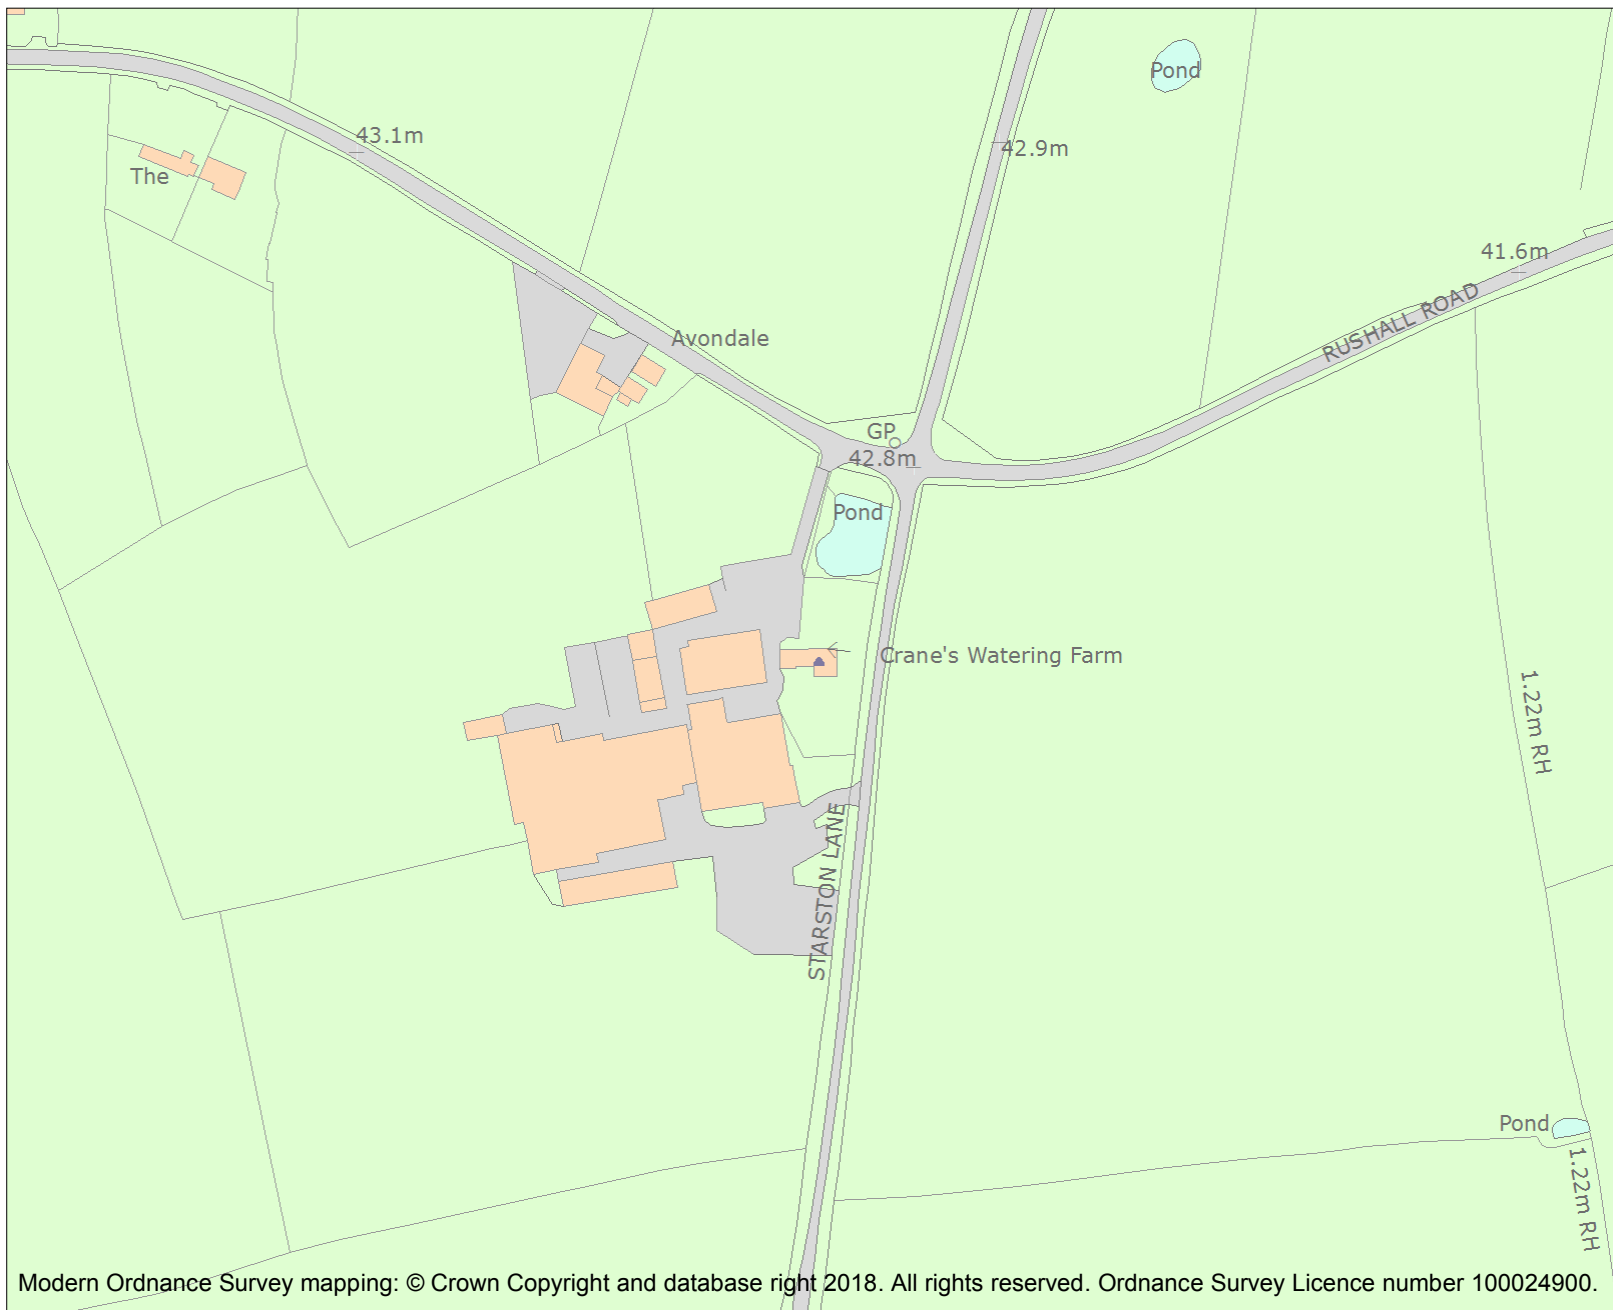 Pond
43.1m
42.9m
The
41.6m
RUSHALL ROAD
Avondale
GP
42.8m
Pond
Crane's Watering Farm
1.22m RH
STARSTON LANE
Pond
1.22m RH
Modern Ordnance Survey mapping: © Crown Copyright and database right 2018. All rights reserved. Ordnance Survey Licence number 100024900.